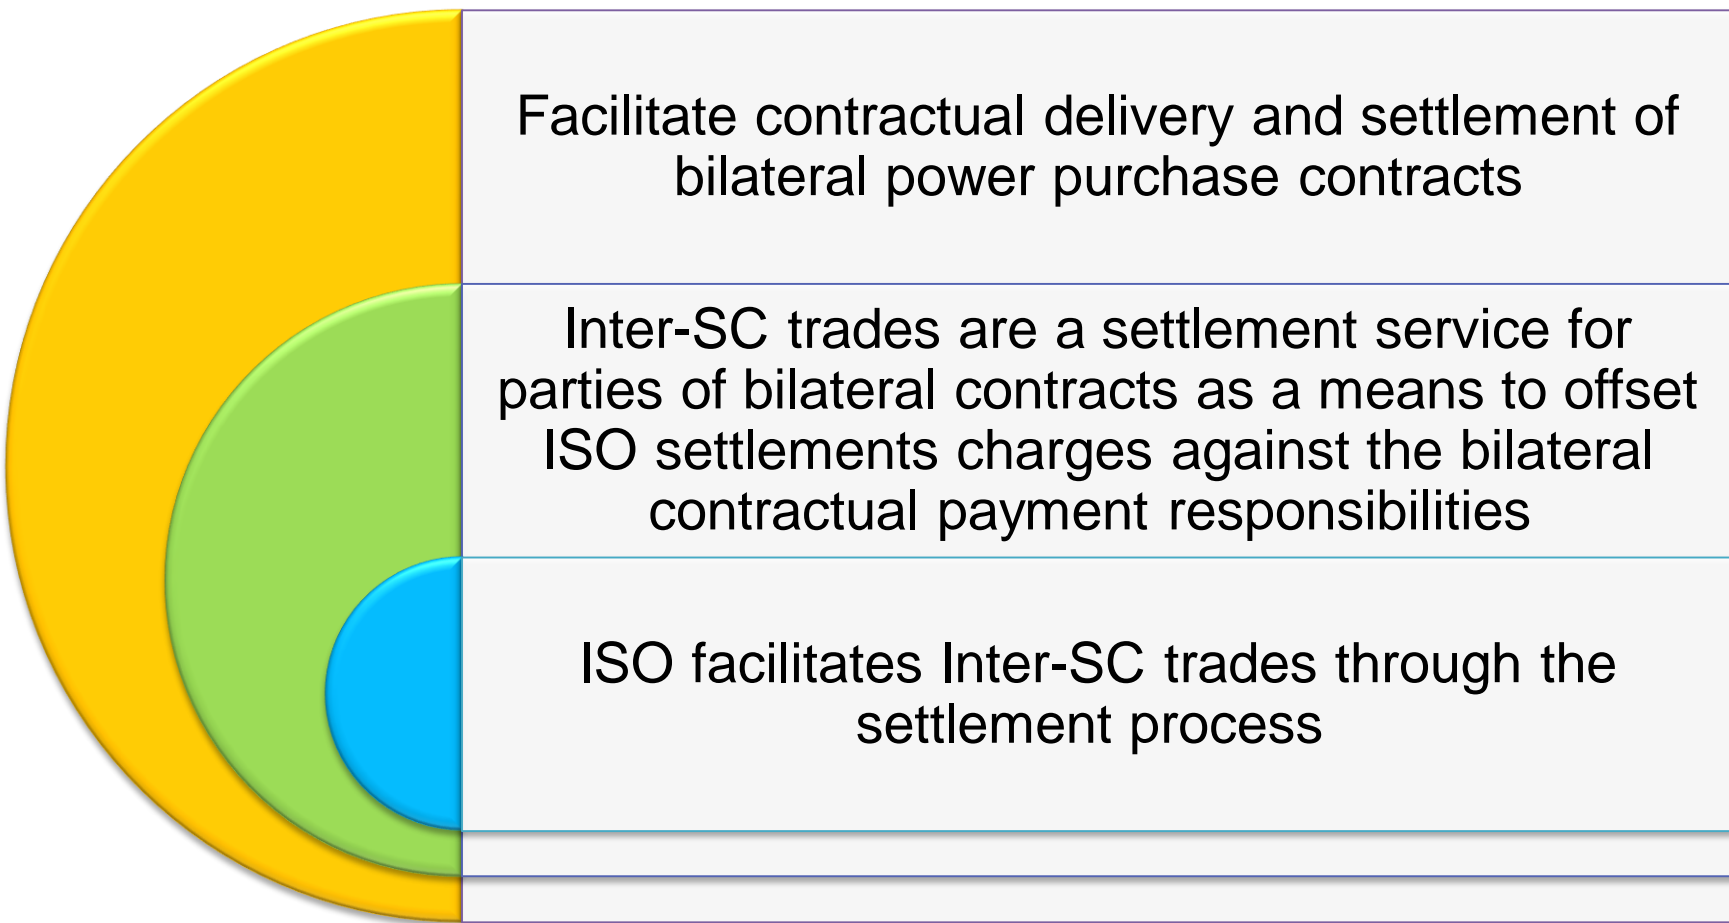 Facilitate contractual delivery and settlement of
bilateral power purchase contracts
Inter-SC trades are a settlement service for
parties of bilateral contracts as a means to offset
ISO settlements charges against the bilateral
contractual payment responsibilities
ISO facilitates Inter-SC trades through the
settlement process